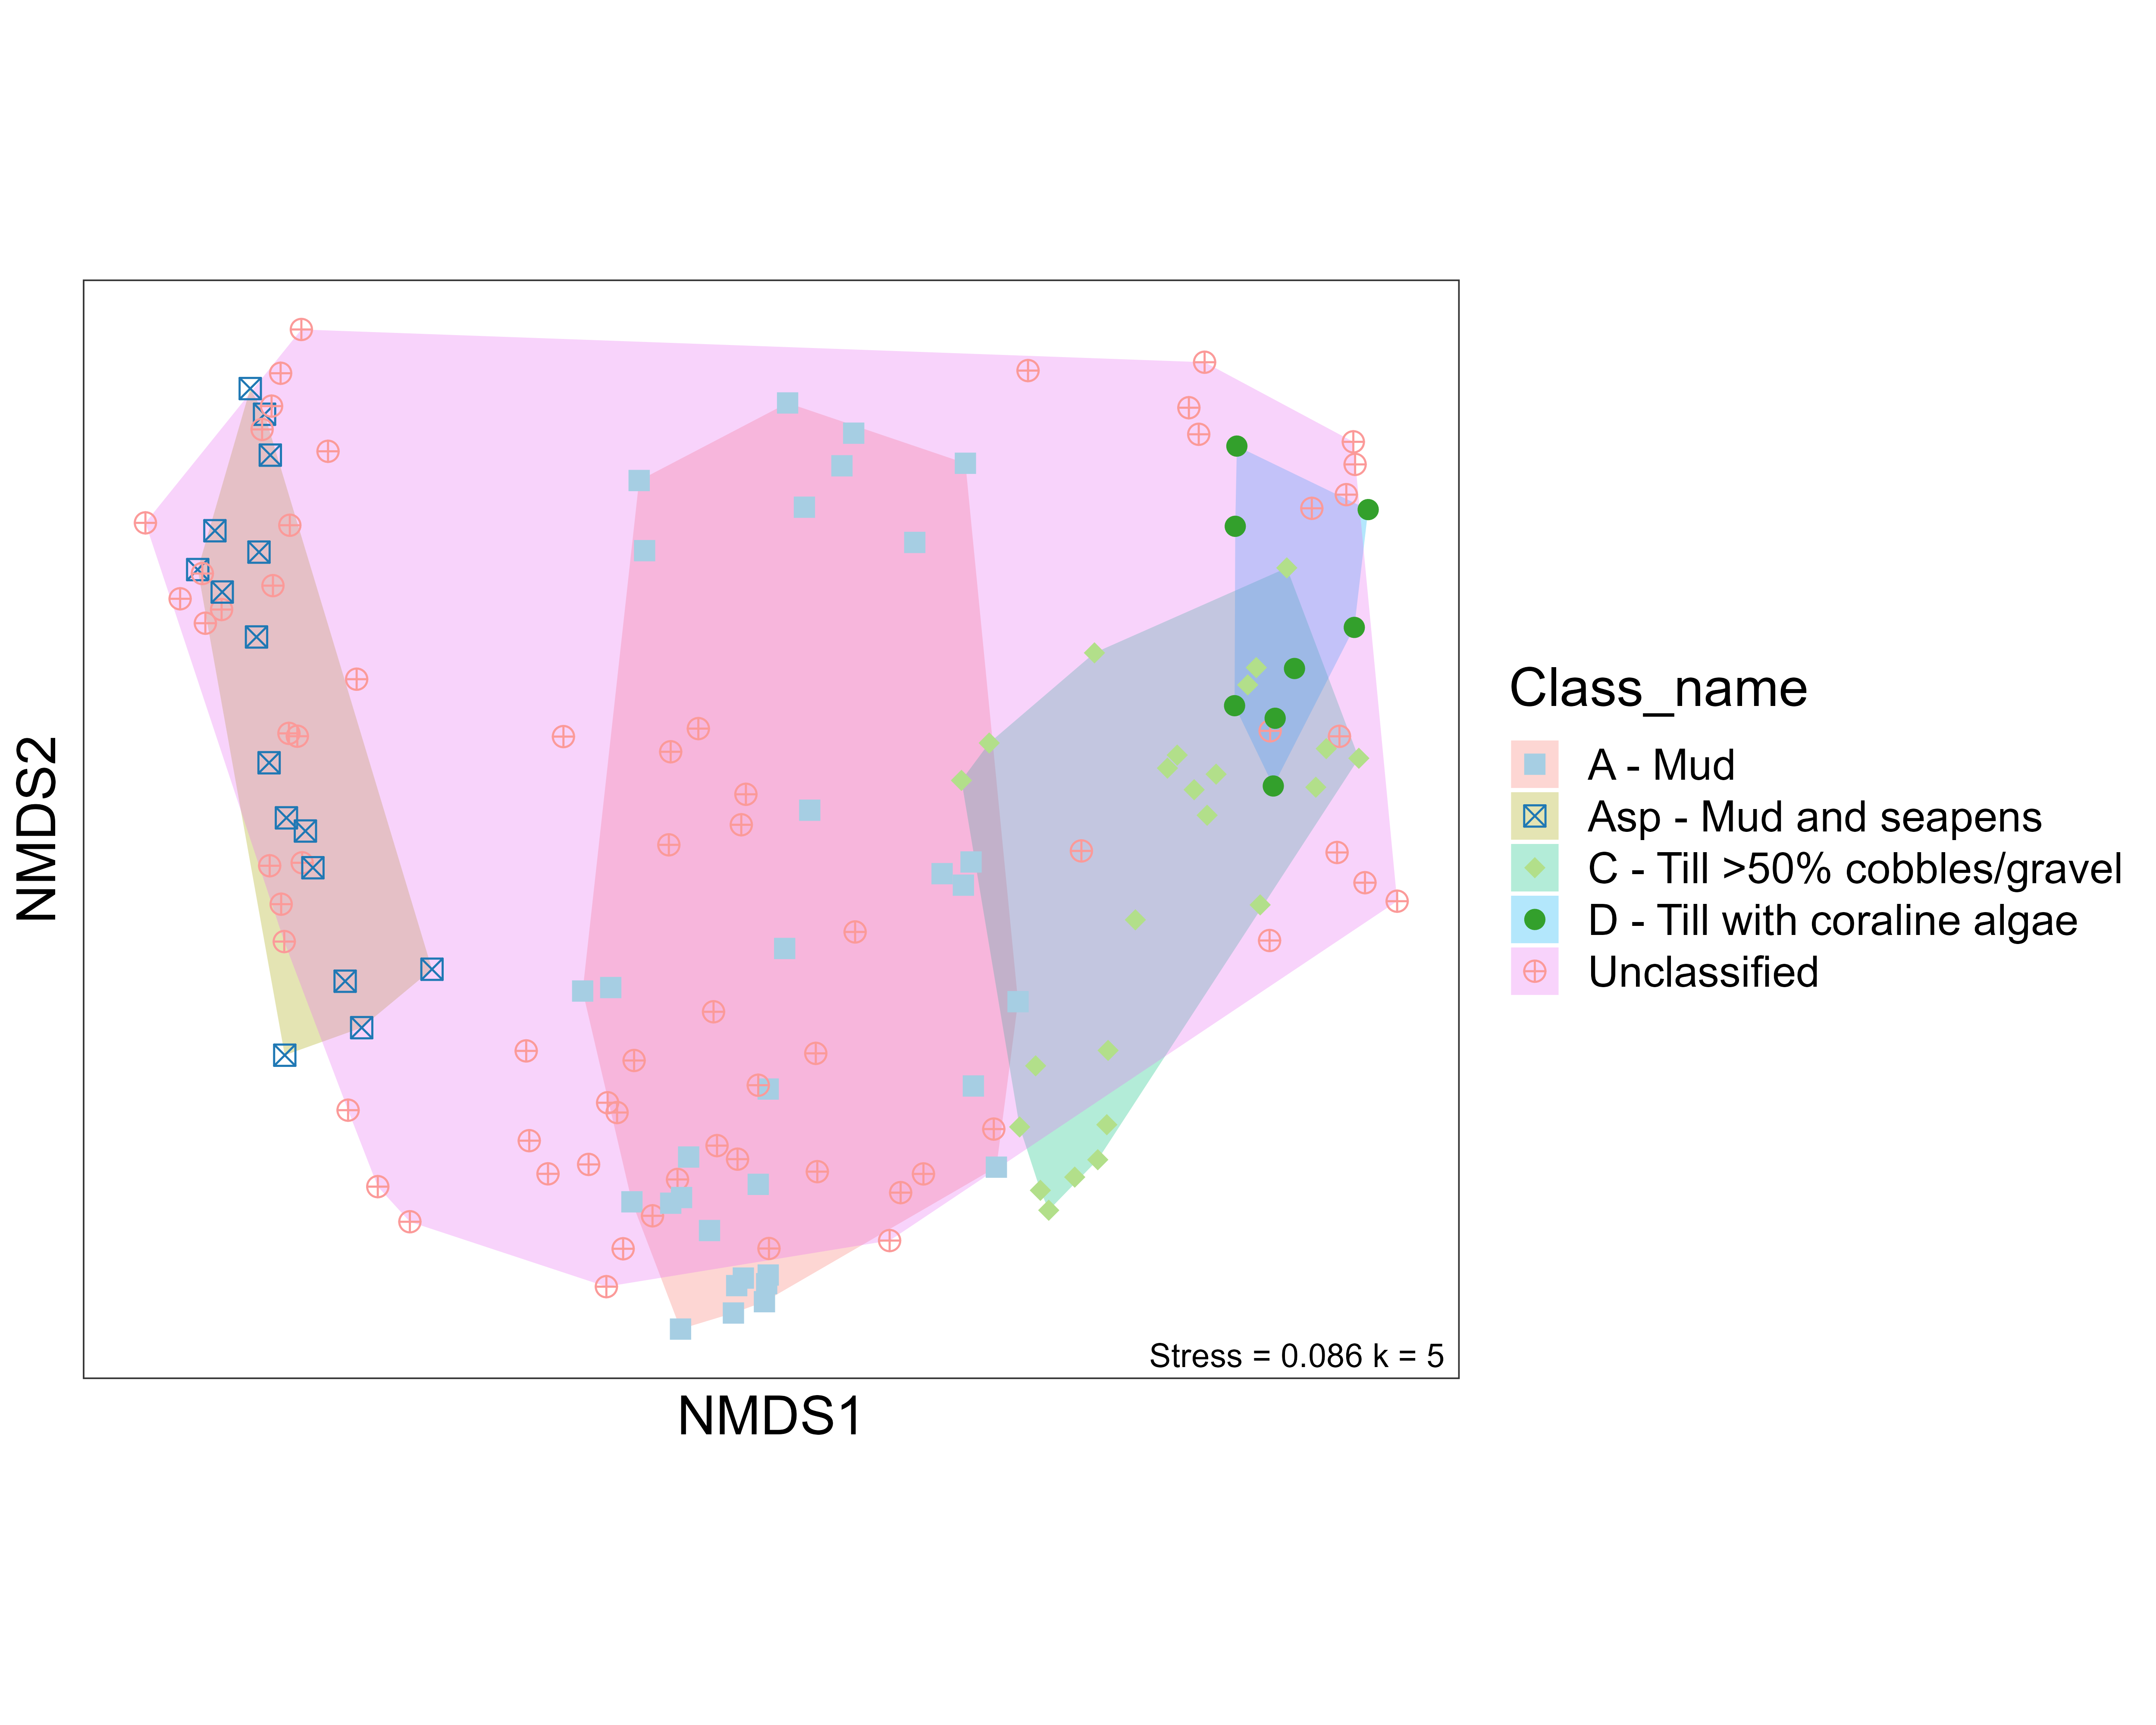 NMDS2
Stress = 0.086 k = 5
NMDS1
Class_name
A - Mud
Asp - Mud and seapens
C - Till >50% cobbles/gravel
D - Till with coraline algae
Unclassified